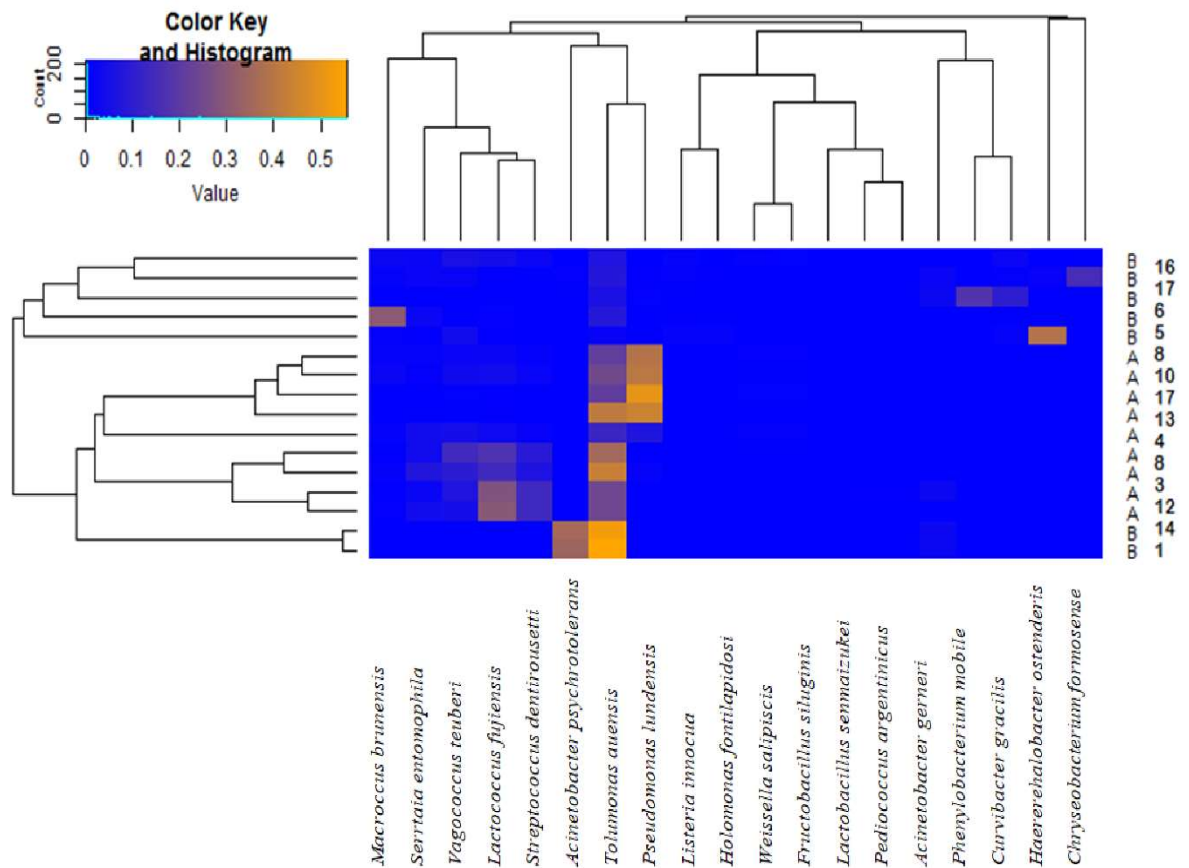 Color Key
and Histogram
Count
0 200
0 0.1 0.2 0.3 0.4 0.5
Value
B 16
B 17
B 6
B 5
B 8
A 10
A 17
A 13
A 4
A 8
A 3
A 12
A 14
A 1
B
B
Macroccus brumensis
Serrtaia entomophila
Vagococcus teuberi
Lactococcus fujiensis
Streptococcus dentirousetti
Acinetobacter psychrotolerans
Tolumonas auensis
Pseudomonas lundensis
Listeria innocua
Holomonas fontilapidosi
Weissella salipiscis
Fructobacillus siluginis
Lactobacillus senmaizukei
Pediococcus argentinicus
Acinetobacter gerneri
Phenylobacterium mobile
Curvibacter gracilis
Haererehalobacter ostenderis
Chryseobacterium formosense